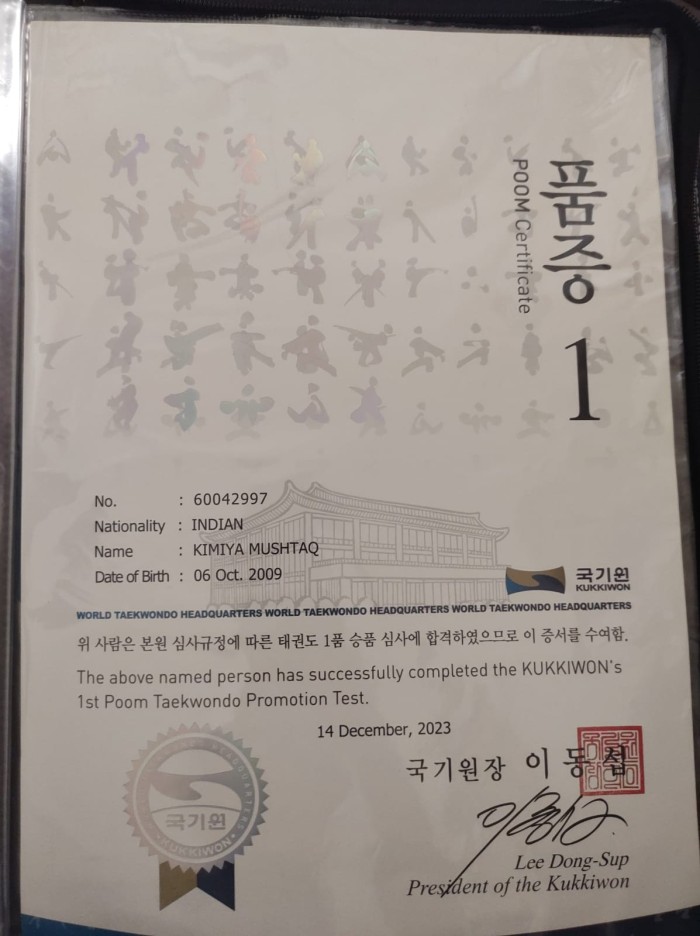 품증
POOM Certificate
1
No. : 60042997
Nationality : INDIAN
Name : KIMIYA MUSHTAQ
Date of Birth : 06 Oct. 2009
국기원
KUKKIWON
WORLD TAEKWONDO HEADQUARTERS WORLD TAEKWONDO HEADQUARTERS WORLD TAEKWONDO HEADQUARTERS
위 사람은 본원 심사규정에 따른 태권도 1품 승품 심사에 합격하였으므로 이 증서를 수여함.
The above named person has successfully completed the KUKKIWON's
1st Poom Taekwondo Promotion Test.
14 December, 2023
국기원장 이동섭
Lee Dong-Sup
President of the Kukkiwon
국기원
KUKKIWON